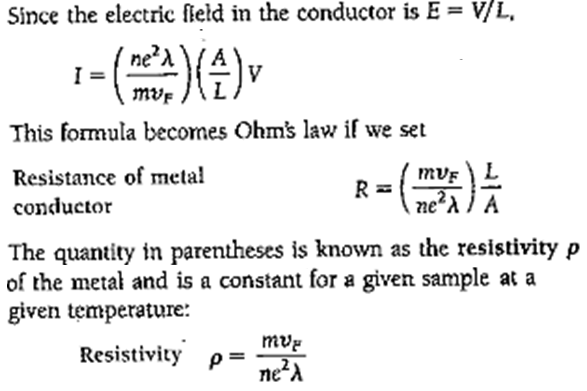 Since the electric field in the conductor is E = V/L,
I = (ne²λ/mv_F)(A/L)V
This formula becomes Ohm's law if we set
Resistance of metal conductor R = (mv_F/ne²λ) L/A
The quantity in parentheses is known as the resistivity ρ
of the metal and is a constant for a given sample at a
given temperature:
Resistivity ρ = mv_F/ne²λ